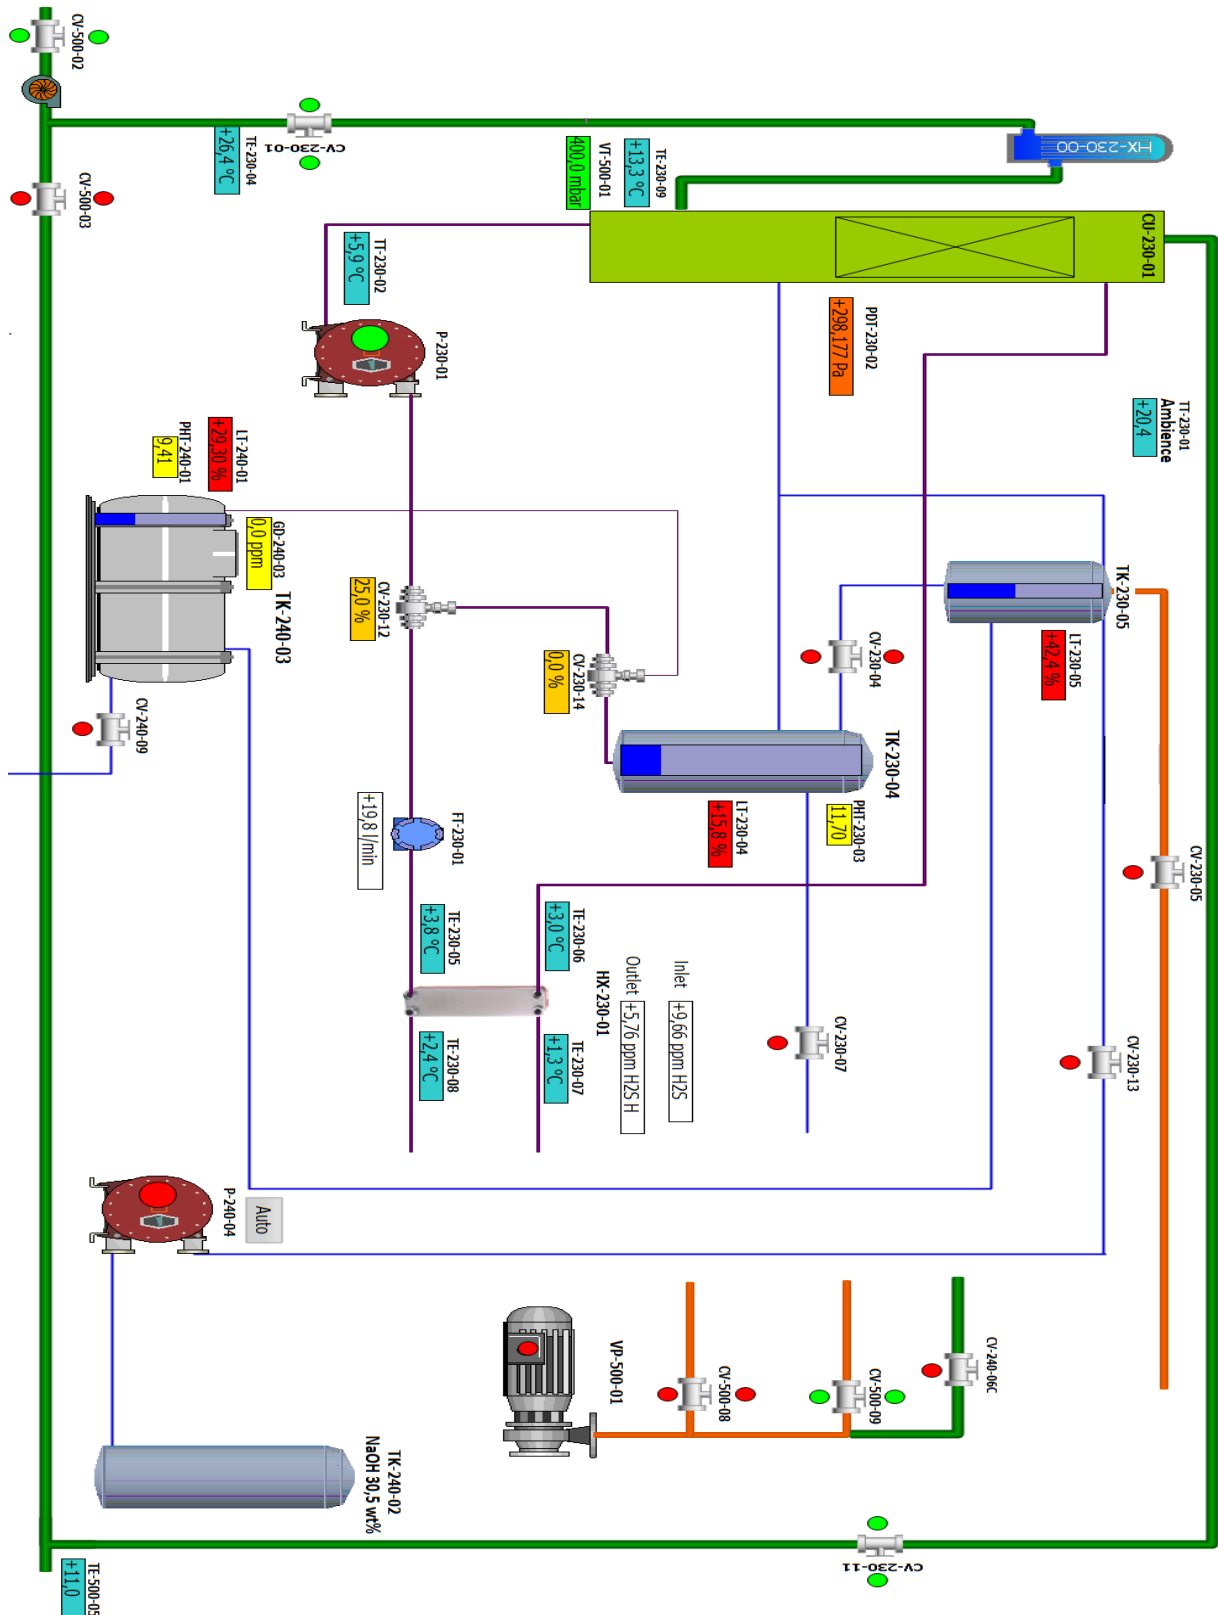 CV-500-02
CV-500-03
TE-230-04
+26,4 °C
CV-230-01
VT-500-01
400,0 mbar
TE-230-09
+13,3 °C
HX-230-00
CU-230-01
TT-230-02
+5,9 °C
P-230-01
PDT-230-02
+298,177 Pa
TT-230-01
Ambience
+20,4
LT-240-01
+29,30 %
PHT-240-01
9,41
GD-240-03
0,0 ppm
TK-240-03
CV-240-09
CV-230-12
25,0 %
CV-230-14
0,0 %
CV-230-04
TK-230-05
LT-230-05
+42,4 %
TK-230-04
LT-230-04
+15,8 %
PHT-230-03
11,70
CV-230-05
FT-230-01
+19,8 l/min
TE-230-05
+3,8 °C
TE-230-06
+3,0 °C
HX-230-01
Inlet +9,66 ppm H2S
Outlet +5,76 ppm H2S H
TE-230-08
+2,4 °C
TE-230-07
+1,3 °C
CV-230-07
CV-230-13
P-240-04
Auto
VP-500-01
CV-500-08
CV-500-09
CV-240-06C
TK-240-02
NaOH 30,5 wt%
CV-230-11
TE-500-05
+11,0